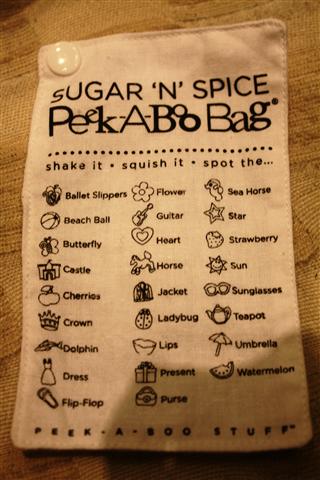 SUGAR 'N' SPICE
Peek-A-Boo Bag®
shake it • squish it • spot the...
Ballet Slippers Flower Sea Horse
Beach Ball Guitar Star
Butterfly Heart Strawberry
Castle Horse Sun
Cherries Jacket Sunglasses
Crown Ladybug Teapot
Dolphin Lips Umbrella
Dress Present Watermelon
Flip-Flop Purse
PEEK-A-BOO STUFF™